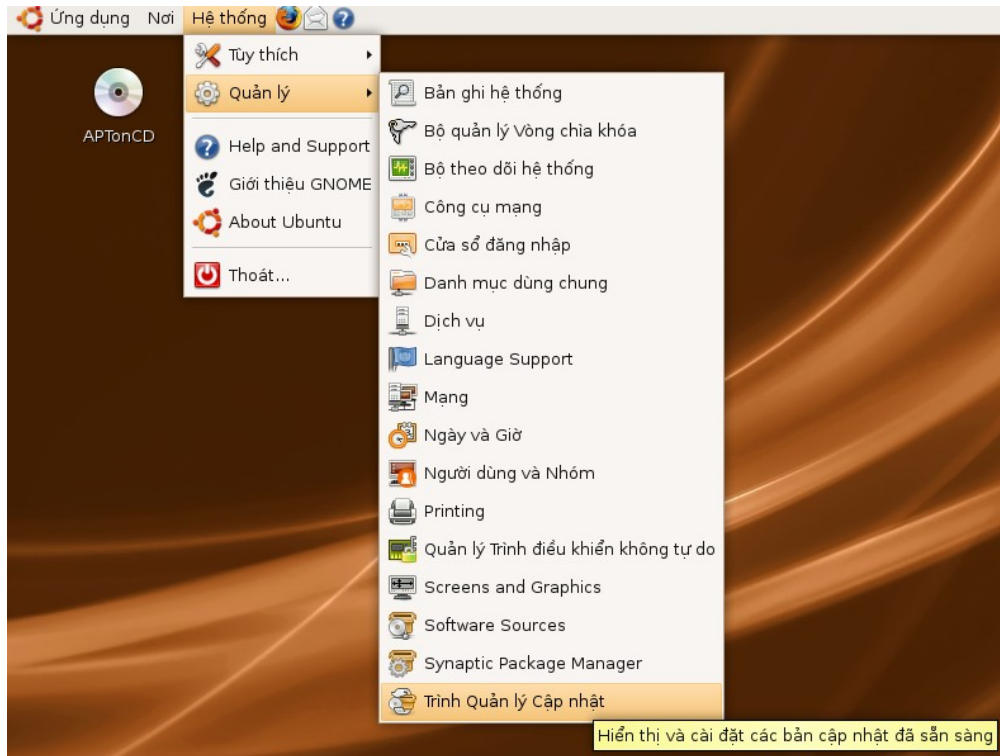 Ứng dụng Nơi Hệ thống
APTonCD
Tùy thích
Quản lý
Help and Support
Giới thiệu GNOME
About Ubuntu
Thoát...
Bản ghi hệ thống
Bộ quản lý Vòng chìa khóa
Bộ theo dõi hệ thống
Công cụ mạng
Cửa sổ đăng nhập
Danh mục dùng chung
Dịch vụ
Language Support
Mạng
Ngày và Giờ
Người dùng và Nhóm
Printing
Quản lý Trình điều khiển không tự do
Screens and Graphics
Software Sources
Synaptic Package Manager
Trình Quản lý Cập nhật
Hiển thị và cài đặt các bản cập nhật đã sẵn sàng